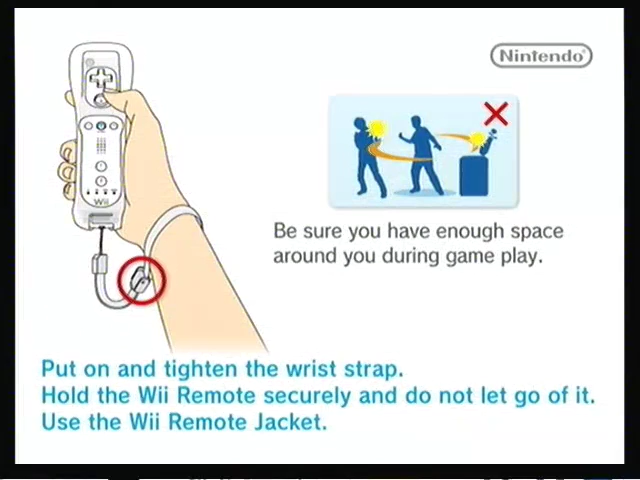 Nintendo®
Wii
Be sure you have enough space
around you during game play.
Put on and tighten the wrist strap.
Hold the Wii Remote securely and do not let go of it.
Use the Wii Remote Jacket.